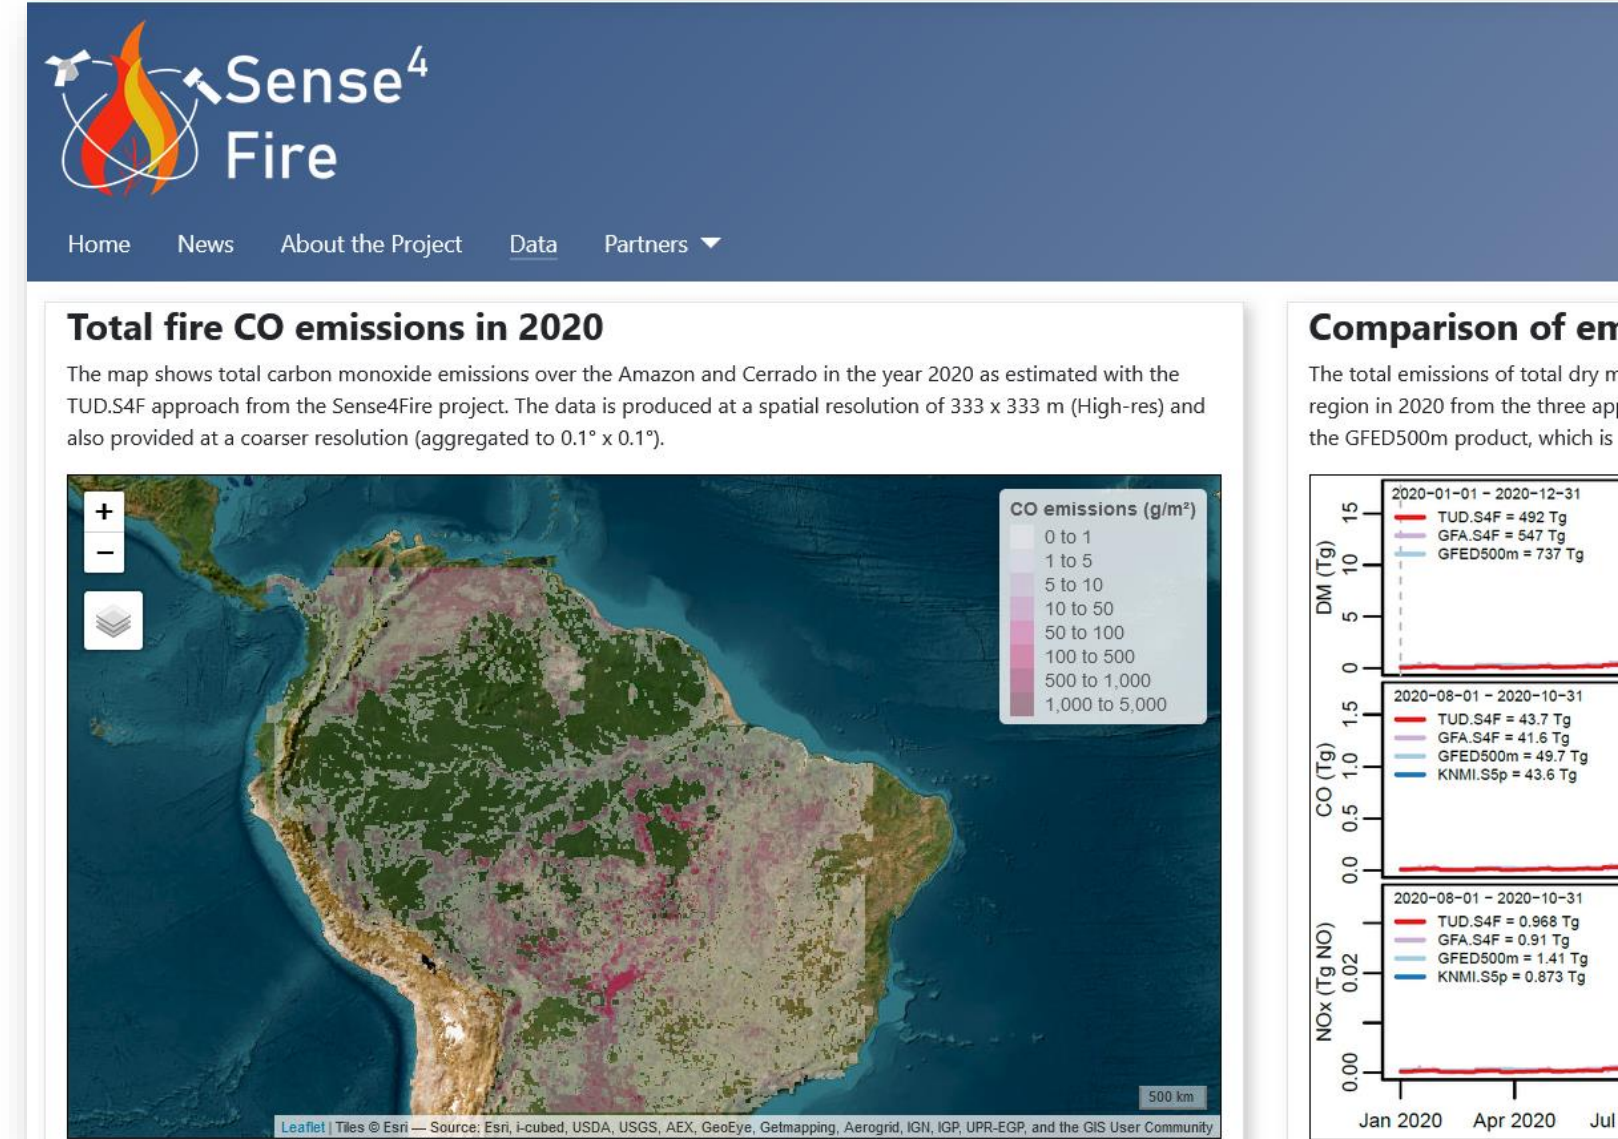 Sense⁴
Fire
Home News About the Project Data Partners
Total fire CO emissions in 2020
The map shows total carbon monoxide emissions over the Amazon and Cerrado in the year 2020 as estimated with the
TUD.S4F approach from the Sense4Fire project. The data is produced at a spatial resolution of 333 x 333 m (High-res) and
also provided at a coarser resolution (aggregated to 0.1° x 0.1°).
+
−
CO emissions (g/m²)
0 to 1
1 to 5
5 to 10
10 to 50
50 to 100
100 to 500
500 to 1,000
1,000 to 5,000
500 km
Leaflet | Tiles © Esri — Source: Esri, i-cubed, USDA, USGS, AEX, GeoEye, Getmapping, Aerogrid, IGN, IGP, UPR-EGP, and the GIS User Community
Comparison of em
The total emissions of total dry m
region in 2020 from the three app
the GFED500m product, which is
DM (Tg)
15
10
5
0
2020-01-01 - 2020-12-31
TUD.S4F = 492 Tg
GFA.S4F = 547 Tg
GFED500m = 737 Tg
CO (Tg)
1.5
1.0
0.5
0.0
2020-08-01 - 2020-10-31
TUD.S4F = 43.7 Tg
GFA.S4F = 41.6 Tg
GFED500m = 49.7 Tg
KNMI.S5p = 43.6 Tg
NOx (Tg NO)
0.02
0.00
2020-08-01 - 2020-10-31
TUD.S4F = 0.968 Tg
GFA.S4F = 0.91 Tg
GFED500m = 1.41 Tg
KNMI.S5p = 0.873 Tg
Jan 2020 Apr 2020 Jul